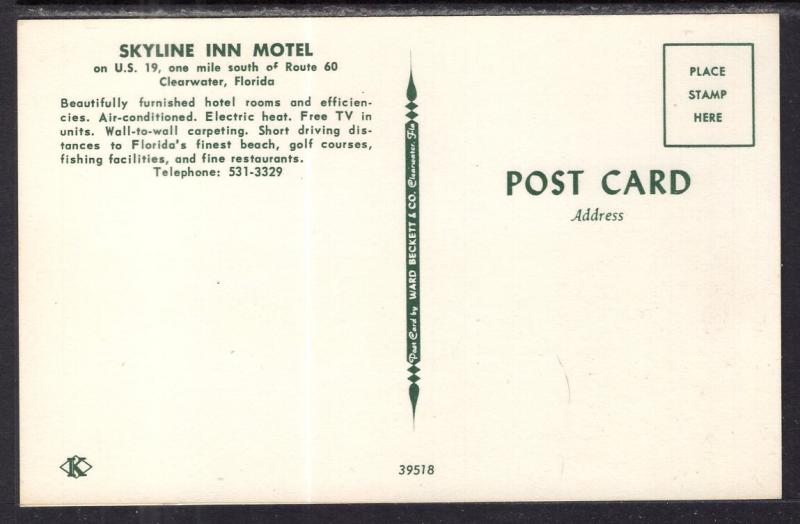 SKYLINE INN MOTEL
on U.S. 19, one mile south of Route 60
Clearwater, Florida
Beautifully furnished hotel rooms and efficien-
cies. Air-conditioned. Electric heat. Free TV in
units. Wall-to-wall carpeting. Short driving dis-
tances to Florida's finest beach, golf courses,
fishing facilities, and fine restaurants.
Telephone: 531-3329
Post Card by WARD BECKETT & CO. Clearwater, Fla
PLACE
STAMP
HERE
POST CARD
Address
K
39518